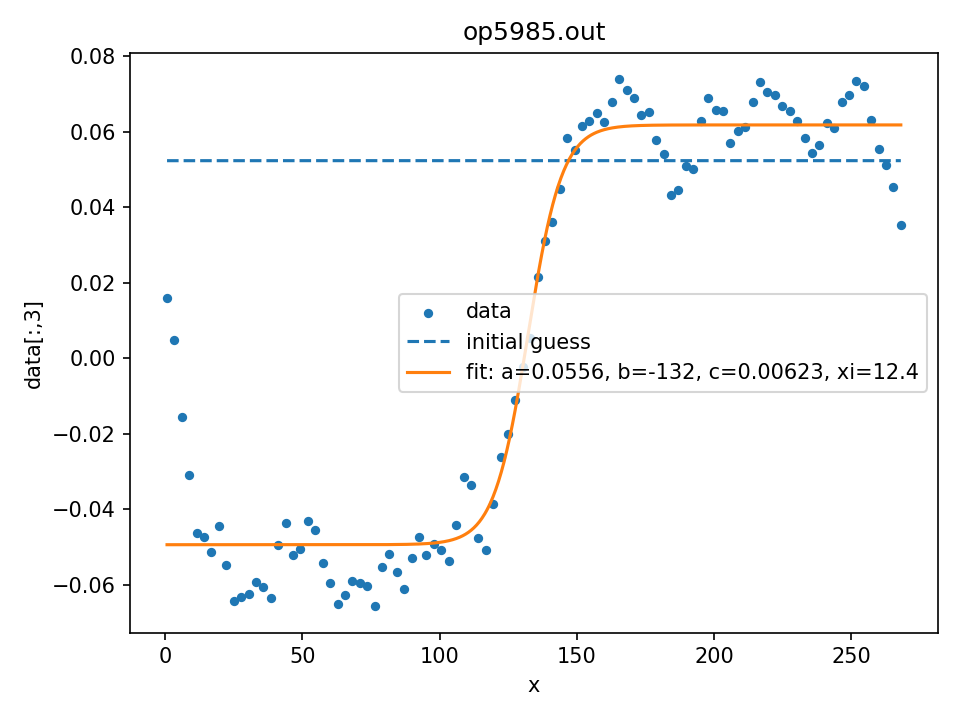 op5985.out
0.08
0.06
0.04
0.02
0.00
−0.02
−0.04
−0.06
data[:,3]
data
initial guess
fit: a=0.0556, b=-132, c=0.00623, xi=12.4
0 50 100 150 200 250
x